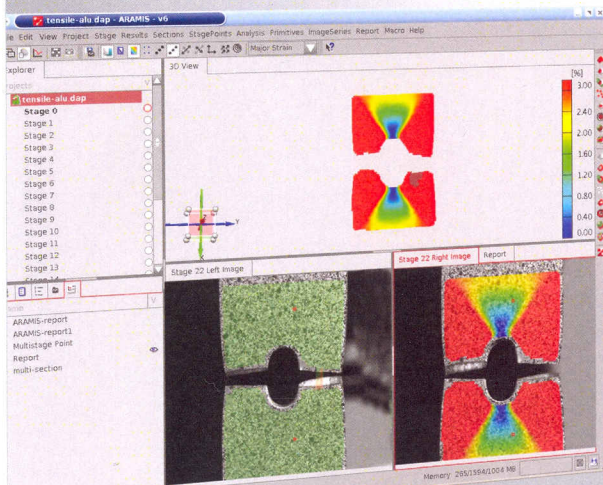 tensile-alu dap - ARAMIS - v6
Edit View Project Stage Results Sections StagePoints Analysis Primitives ImageSeries Report Macro Help
Major Strain
Explorer
3D View
Projects
tensile-alu dap
Stage 0
Stage 1
Stage 2
Stage 3
Stage 4
Stage 5
Stage 6
Stage 7
Stage 8
Stage 9
Stage 10
Stage 11
Stage 12
Stage 13
[%]
3.00
2.40
2.00
1.60
1.20
0.80
0.40
0.00
Y
Stage 22 Left Image
Stage 22 Right Image
Report
ARAMIS-report
ARAMIS-report1
Multistage Point
Report
multi-section
Memory: 265/1594/1004 MB